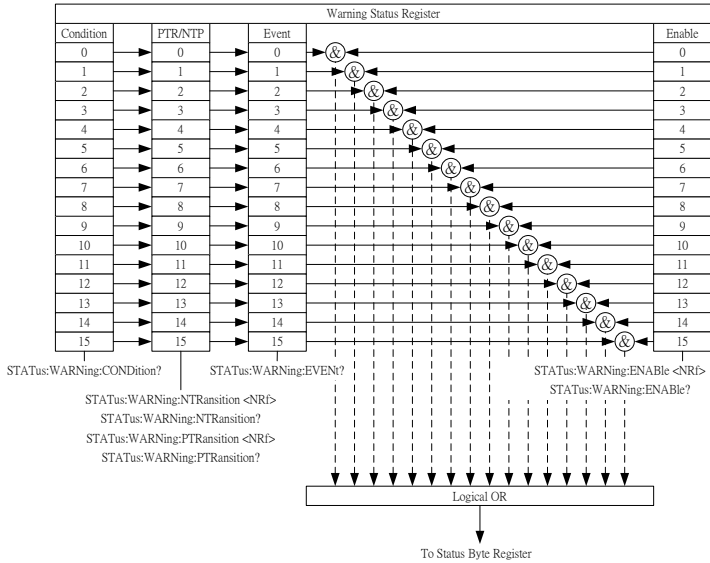 Warning Status Register
Condition PTR/NTP Event Enable
0 0 0 & 0
1 1 1 & 1
2 2 2 & 2
3 3 3 & 3
4 4 4 & 4
5 5 5 & 5
6 6 6 & 6
7 7 7 & 7
8 8 8 & 8
9 9 9 & 9
10 10 10 & 10
11 11 11 & 11
12 12 12 & 12
13 13 13 & 13
14 14 14 & 14
15 15 15 & 15
STATus:WARNing:CONDition? STATus:WARNing:EVENt? STATus:WARNing:ENABle <NRf>
STATus:WARNing:ENABle?
STATus:WARNing:NTRansition <NRf>
STATus:WARNing:NTRansition?
STATus:WARNing:PTRansition <NRf>
STATus:WARNing:PTRansition?
Logical OR
To Status Byte Register